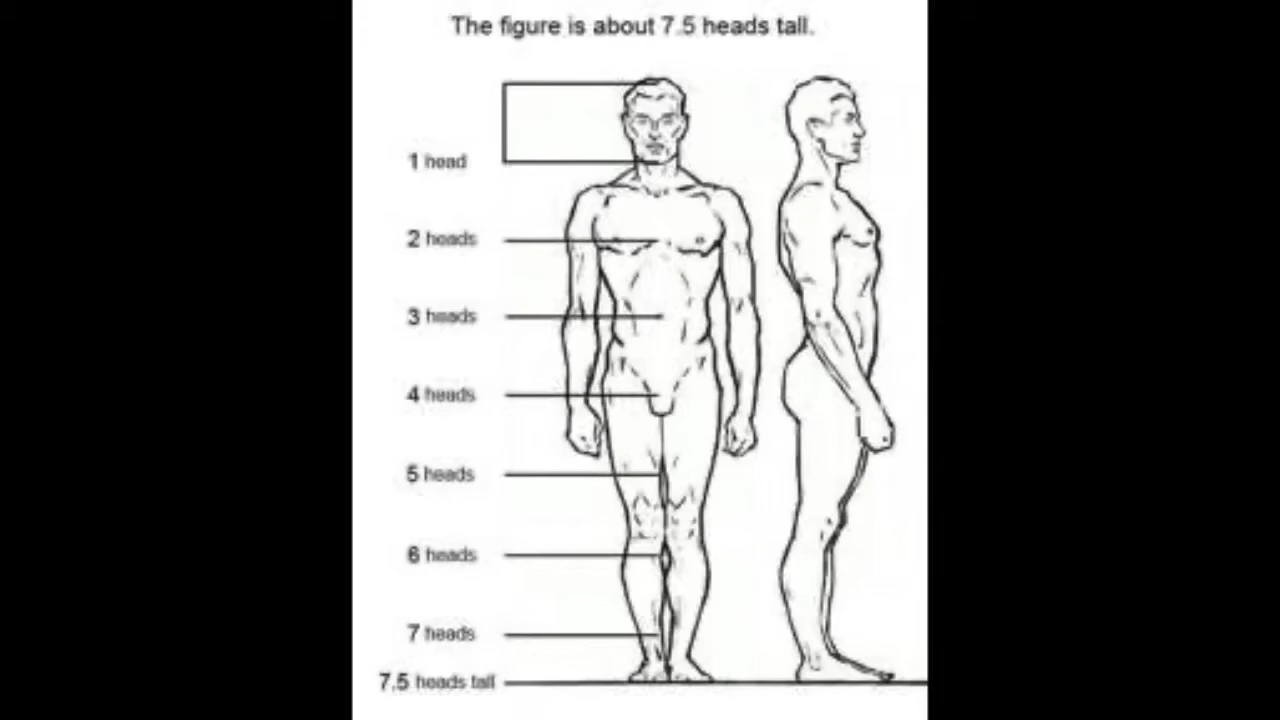 The figure is about 7.5 heads tall.
1 head
2 heads
3 heads
4 heads
5 heads
6 heads
7 heads
7.5 heads tall